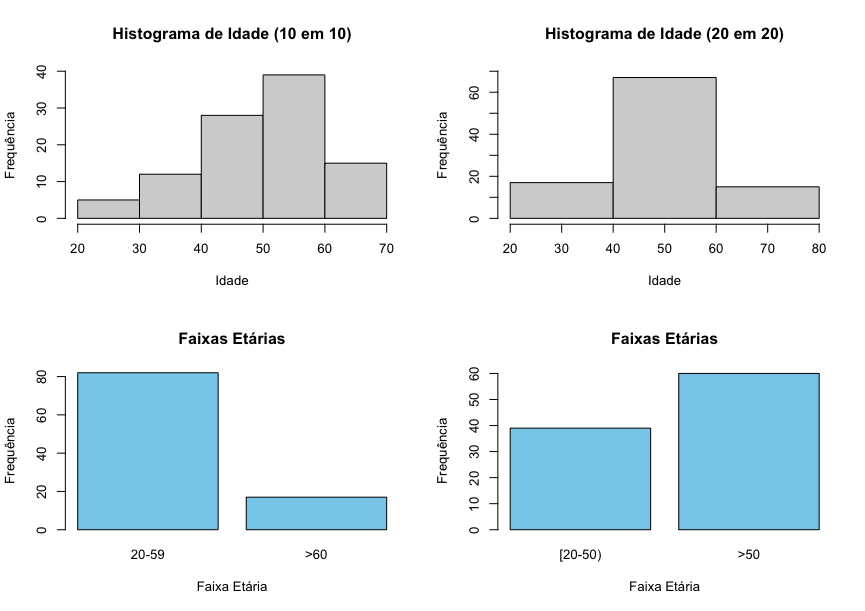 Histograma de Idade (10 em 10)
Frequência
40
30
20
10
0
20 30 40 50 60 70
Idade
Histograma de Idade (20 em 20)
Frequência
60
40
20
0
20 30 40 50 60 70 80
Idade
Faixas Etárias
Frequência
80
60
40
20
0
20-59 >60
Faixa Etária
Faixas Etárias
Frequência
60
50
40
30
20
10
0
[20-50) >50
Faixa Etária